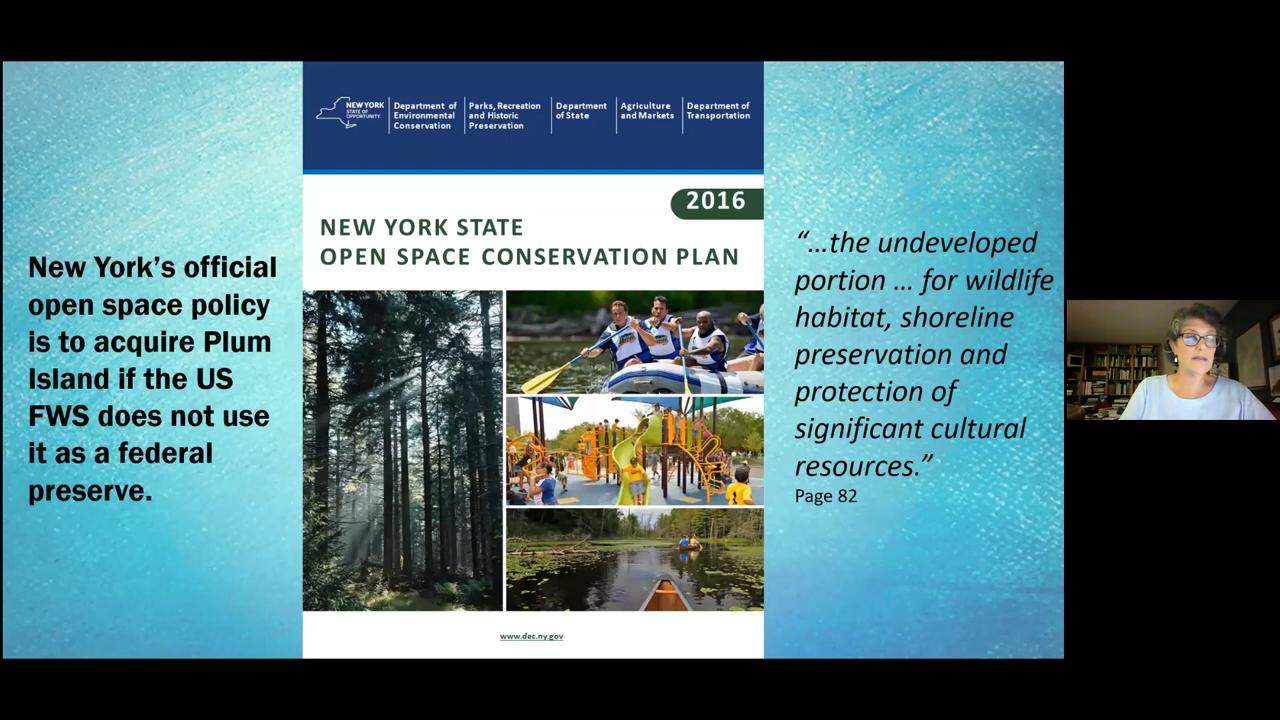 New York’s official
open space policy
is to acquire Plum
Island if the US
FWS does not use
it as a federal
preserve.
NEW YORK
STATE OF
OPPORTUNITY.
Department of
Environmental
Conservation
Parks, Recreation
and Historic
Preservation
Department
of State
Agriculture
and Markets
Department of
Transportation
2016
NEW YORK STATE
OPEN SPACE CONSERVATION PLAN
www.dec.ny.gov
“…the undeveloped
portion … for wildlife
habitat, shoreline
preservation and
protection of
significant cultural
resources.”
Page 82